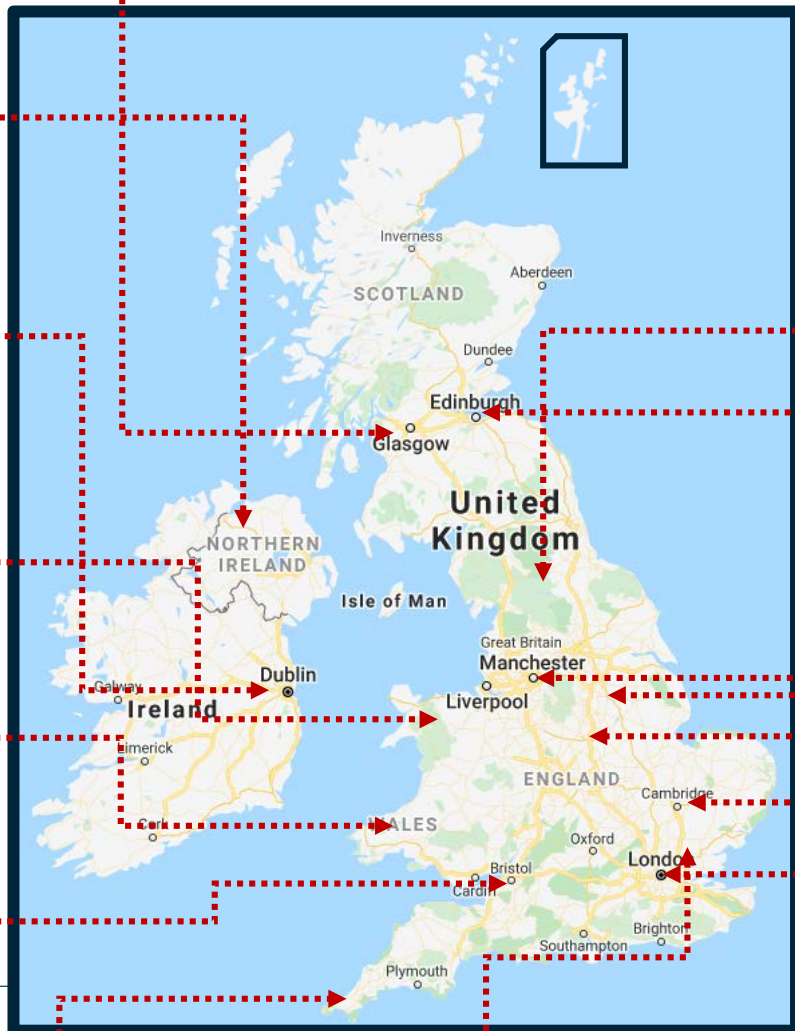 Inverness
Aberdeen
SCOTLAND
Dundee
Edinburgh
Glasgow
United
Kingdom
NORTHERN
IRELAND
Isle of Man
Great Britain
Manchester
Dublin
Liverpool
Galway
Ireland
Limerick
ENGLAND
Cambridge
Cork
WALES
Oxford
London
Bristol
Cardiff
Brighton
Southampton
Plymouth